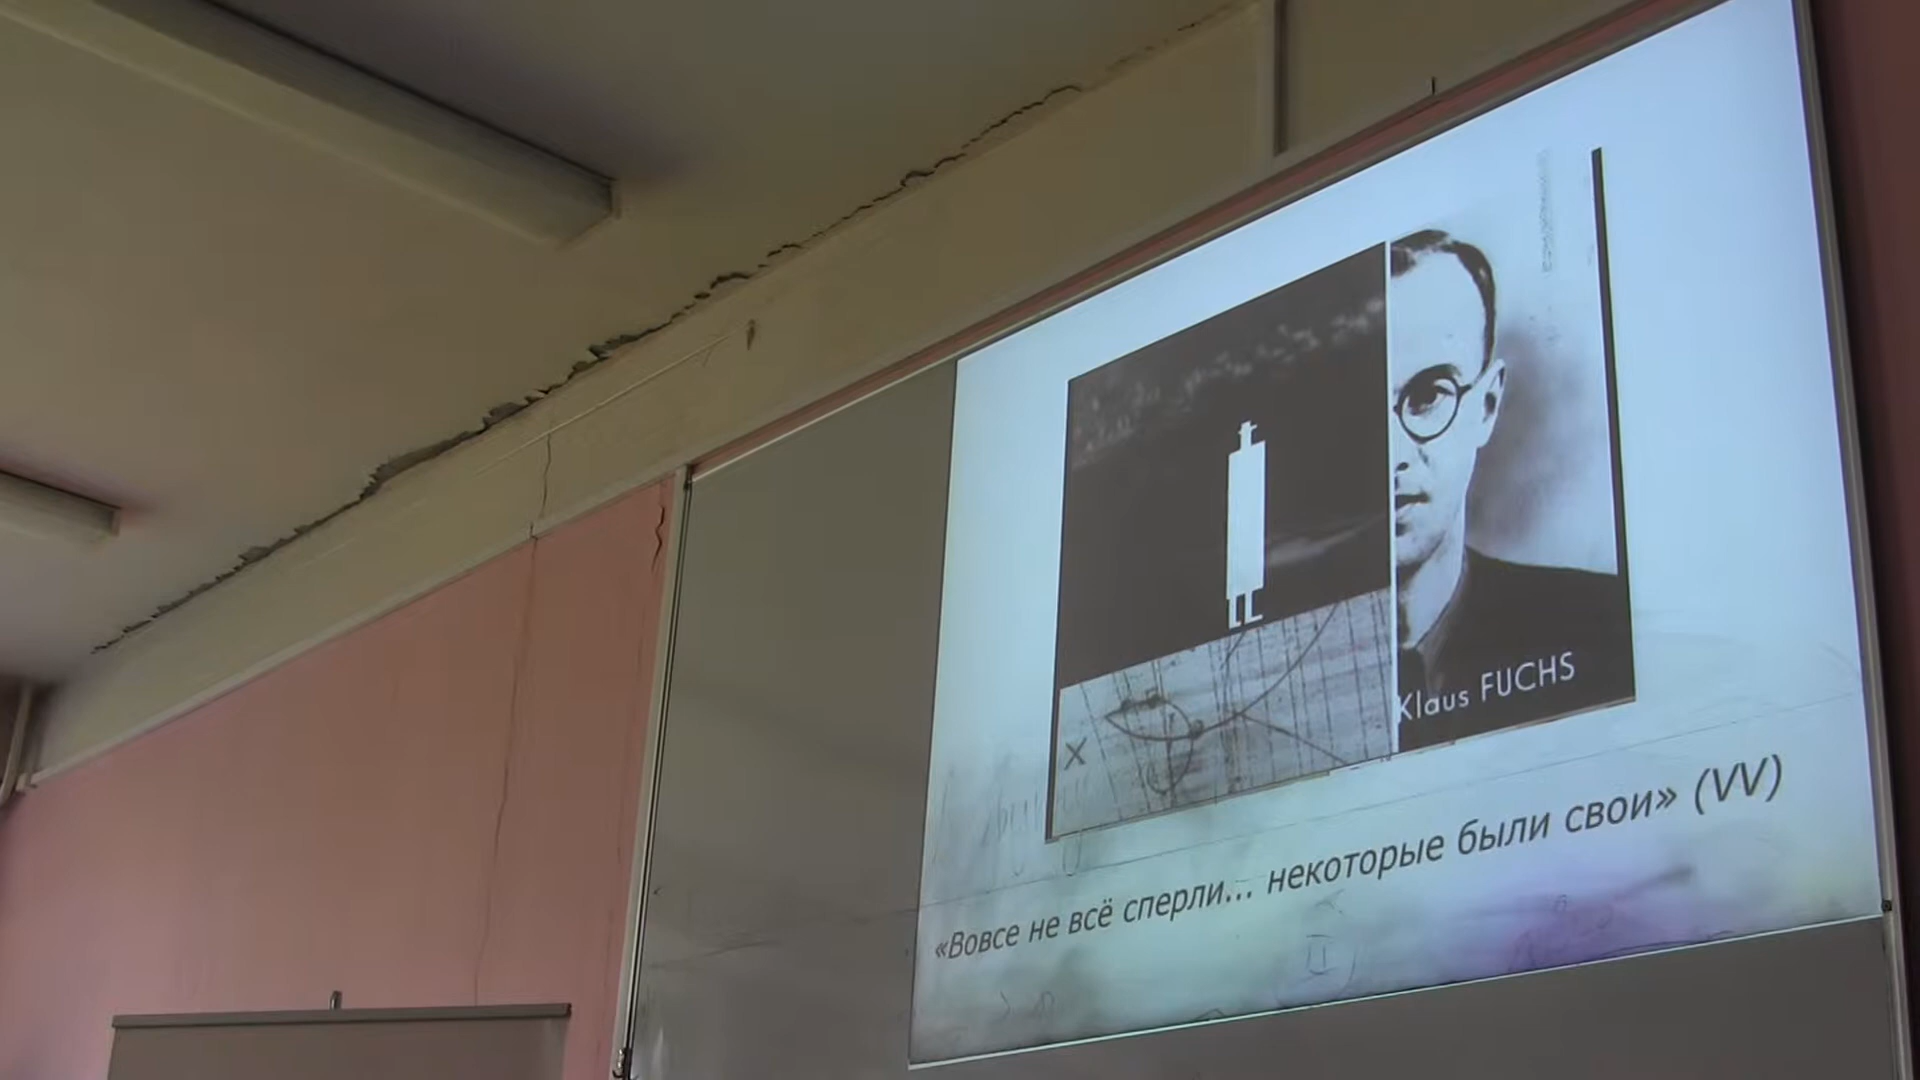 Klaus FUCHS
X
«Вовсе не всё сперли... некоторые были свои» (VV)